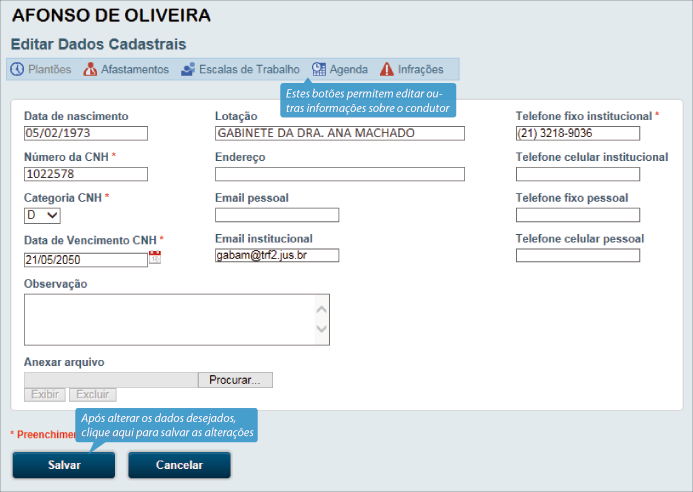 AFONSO DE OLIVEIRA
Editar Dados Cadastrais
Plantões Afastamentos Escalas de Trabalho Agenda Infrações
Estes botões permitem editar ou-
tras informações sobre o condutor
Data de nascimento Lotação Telefone fixo institucional *
05/02/1973 GABINETE DA DRA. ANA MACHADO (21) 3218-9036
Número da CNH * Endereço Telefone celular institucional
1022578
Categoria CNH * Email pessoal Telefone fixo pessoal
D
Data de Vencimento CNH * Email institucional Telefone celular pessoal
21/05/2050 gabam@trf2.jus.br
Observação
Anexar arquivo
Procurar...
Exibir Excluir
Após alterar os dados desejados,
clique aqui para salvar as alterações
* Preenchime
Salvar Cancelar